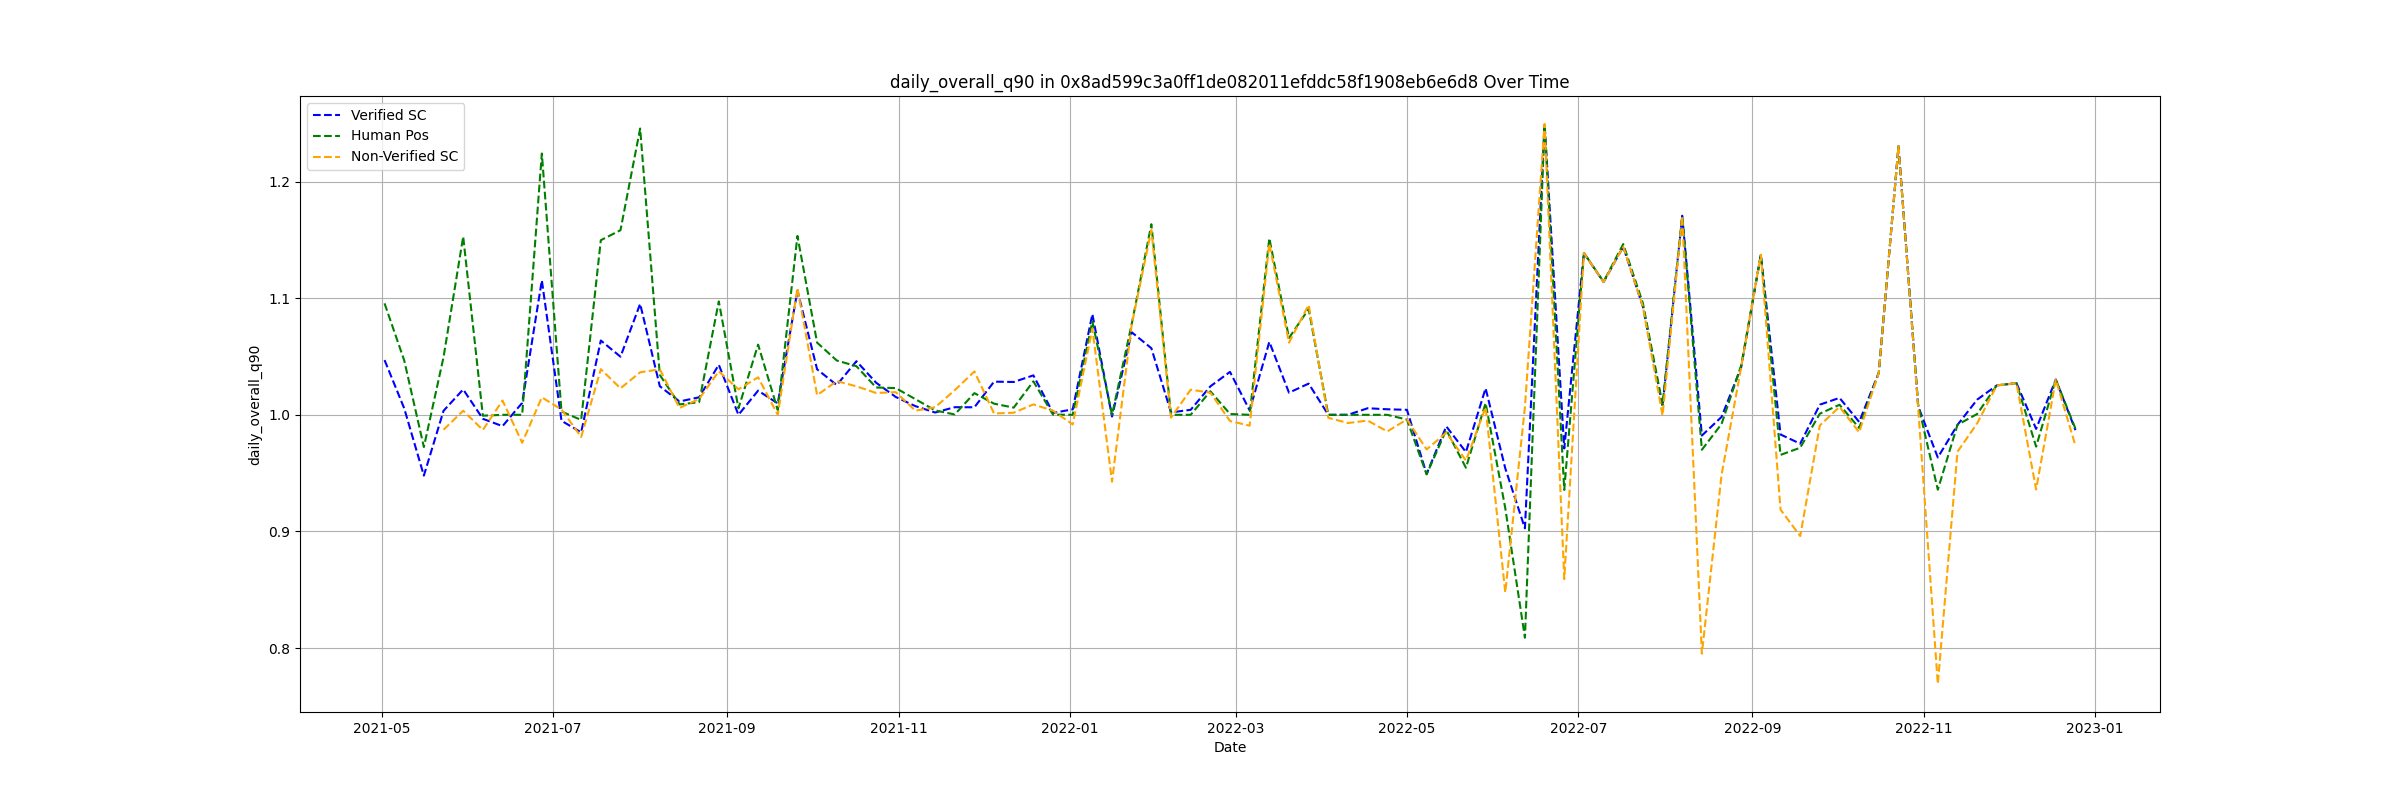 daily_overall_q90 in 0x8ad599c3a0ff1de082011efddc58f1908eb6e6d8 Over Time
Verified SC
Human Pos
Non-Verified SC
daily_overall_q90
1.2
1.1
1.0
0.9
0.8
2021-05 2021-07 2021-09 2021-11 2022-01 2022-03 2022-05 2022-07 2022-09 2022-11 2023-01
Date